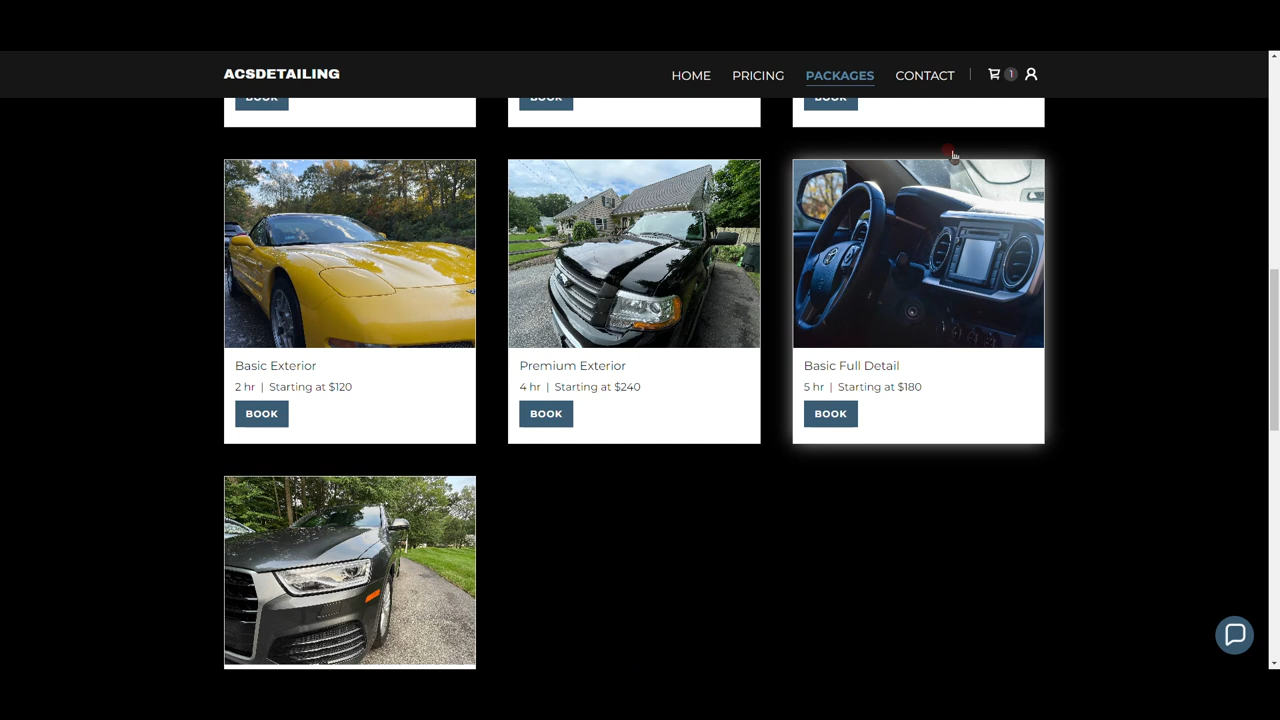 ACSDETAILING
HOME PRICING PACKAGES CONTACT 1
BOOK BOOK BOOK
Basic Exterior
2 hr | Starting at $120
BOOK
Premium Exterior
4 hr | Starting at $240
BOOK
Basic Full Detail
5 hr | Starting at $180
BOOK